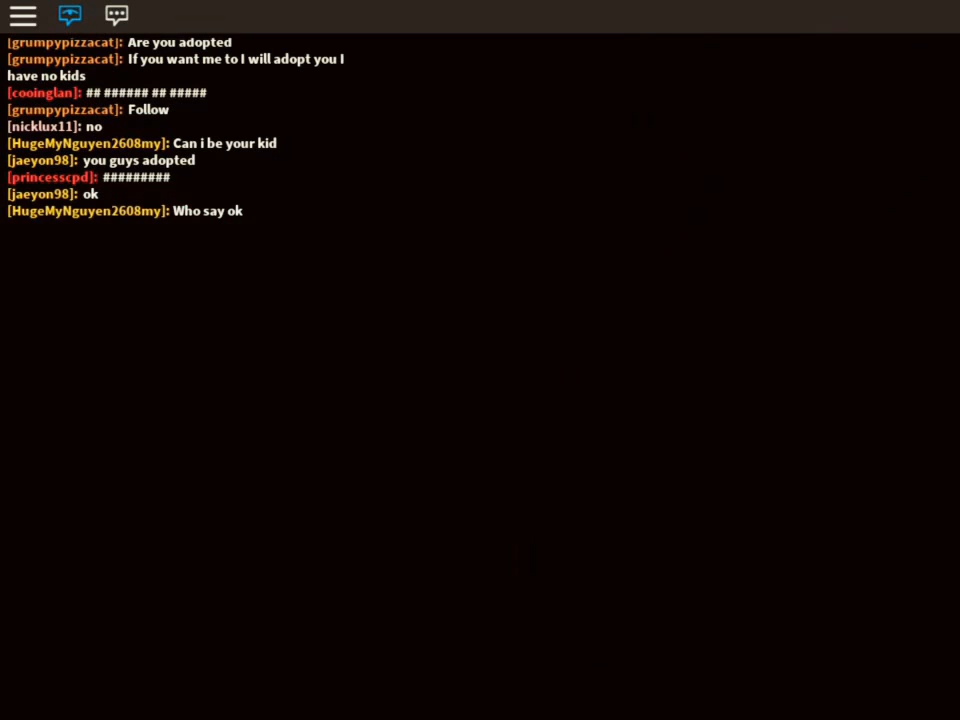 [grumpypizzacat]: Are you adopted
[grumpypizzacat]: If you want me to I will adopt you I
have no kids
[cooinglan]: ## ###### ## #####
[grumpypizzacat]: Follow
[nicklux11]: no
[HugeMyNguyen2608my]: Can i be your kid
[jaeyon98]: you guys adopted
[princesscpd]: #########
[jaeyon98]: ok
[HugeMyNguyen2608my]: Who say ok